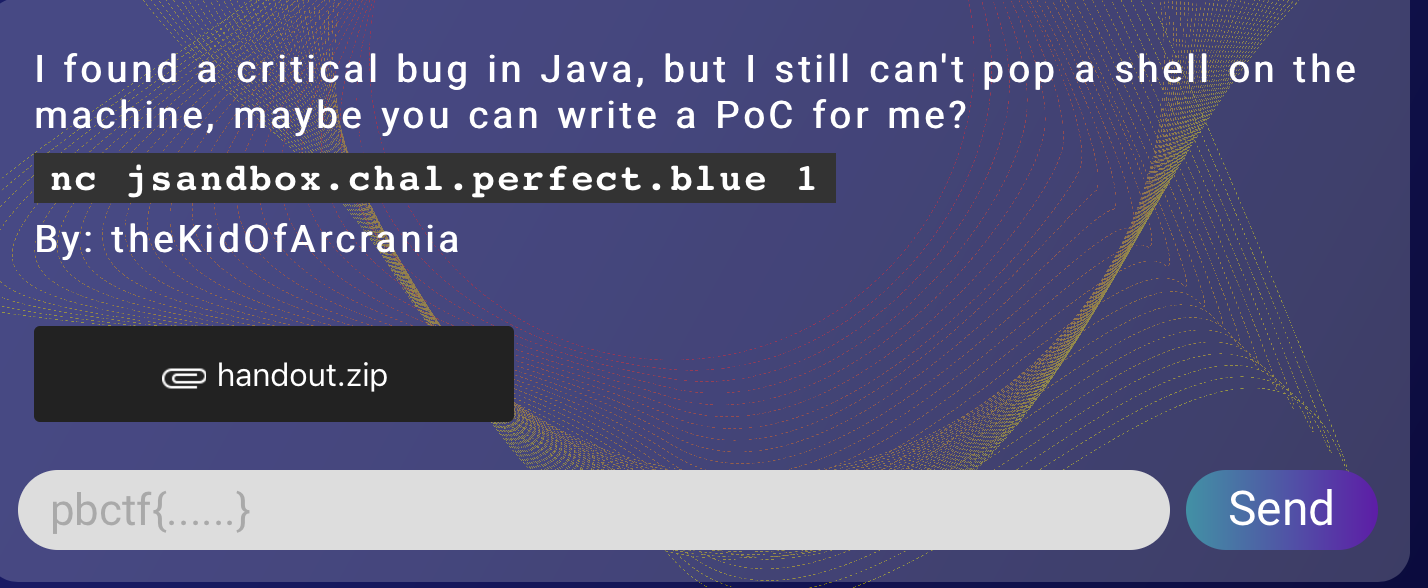 I found a critical bug in Java, but I still can't pop a shell on the
machine, maybe you can write a PoC for me?
nc jsandbox.chal.perfect.blue 1
By: theKidOfArcrania
handout.zip
pbctf{......}
Send